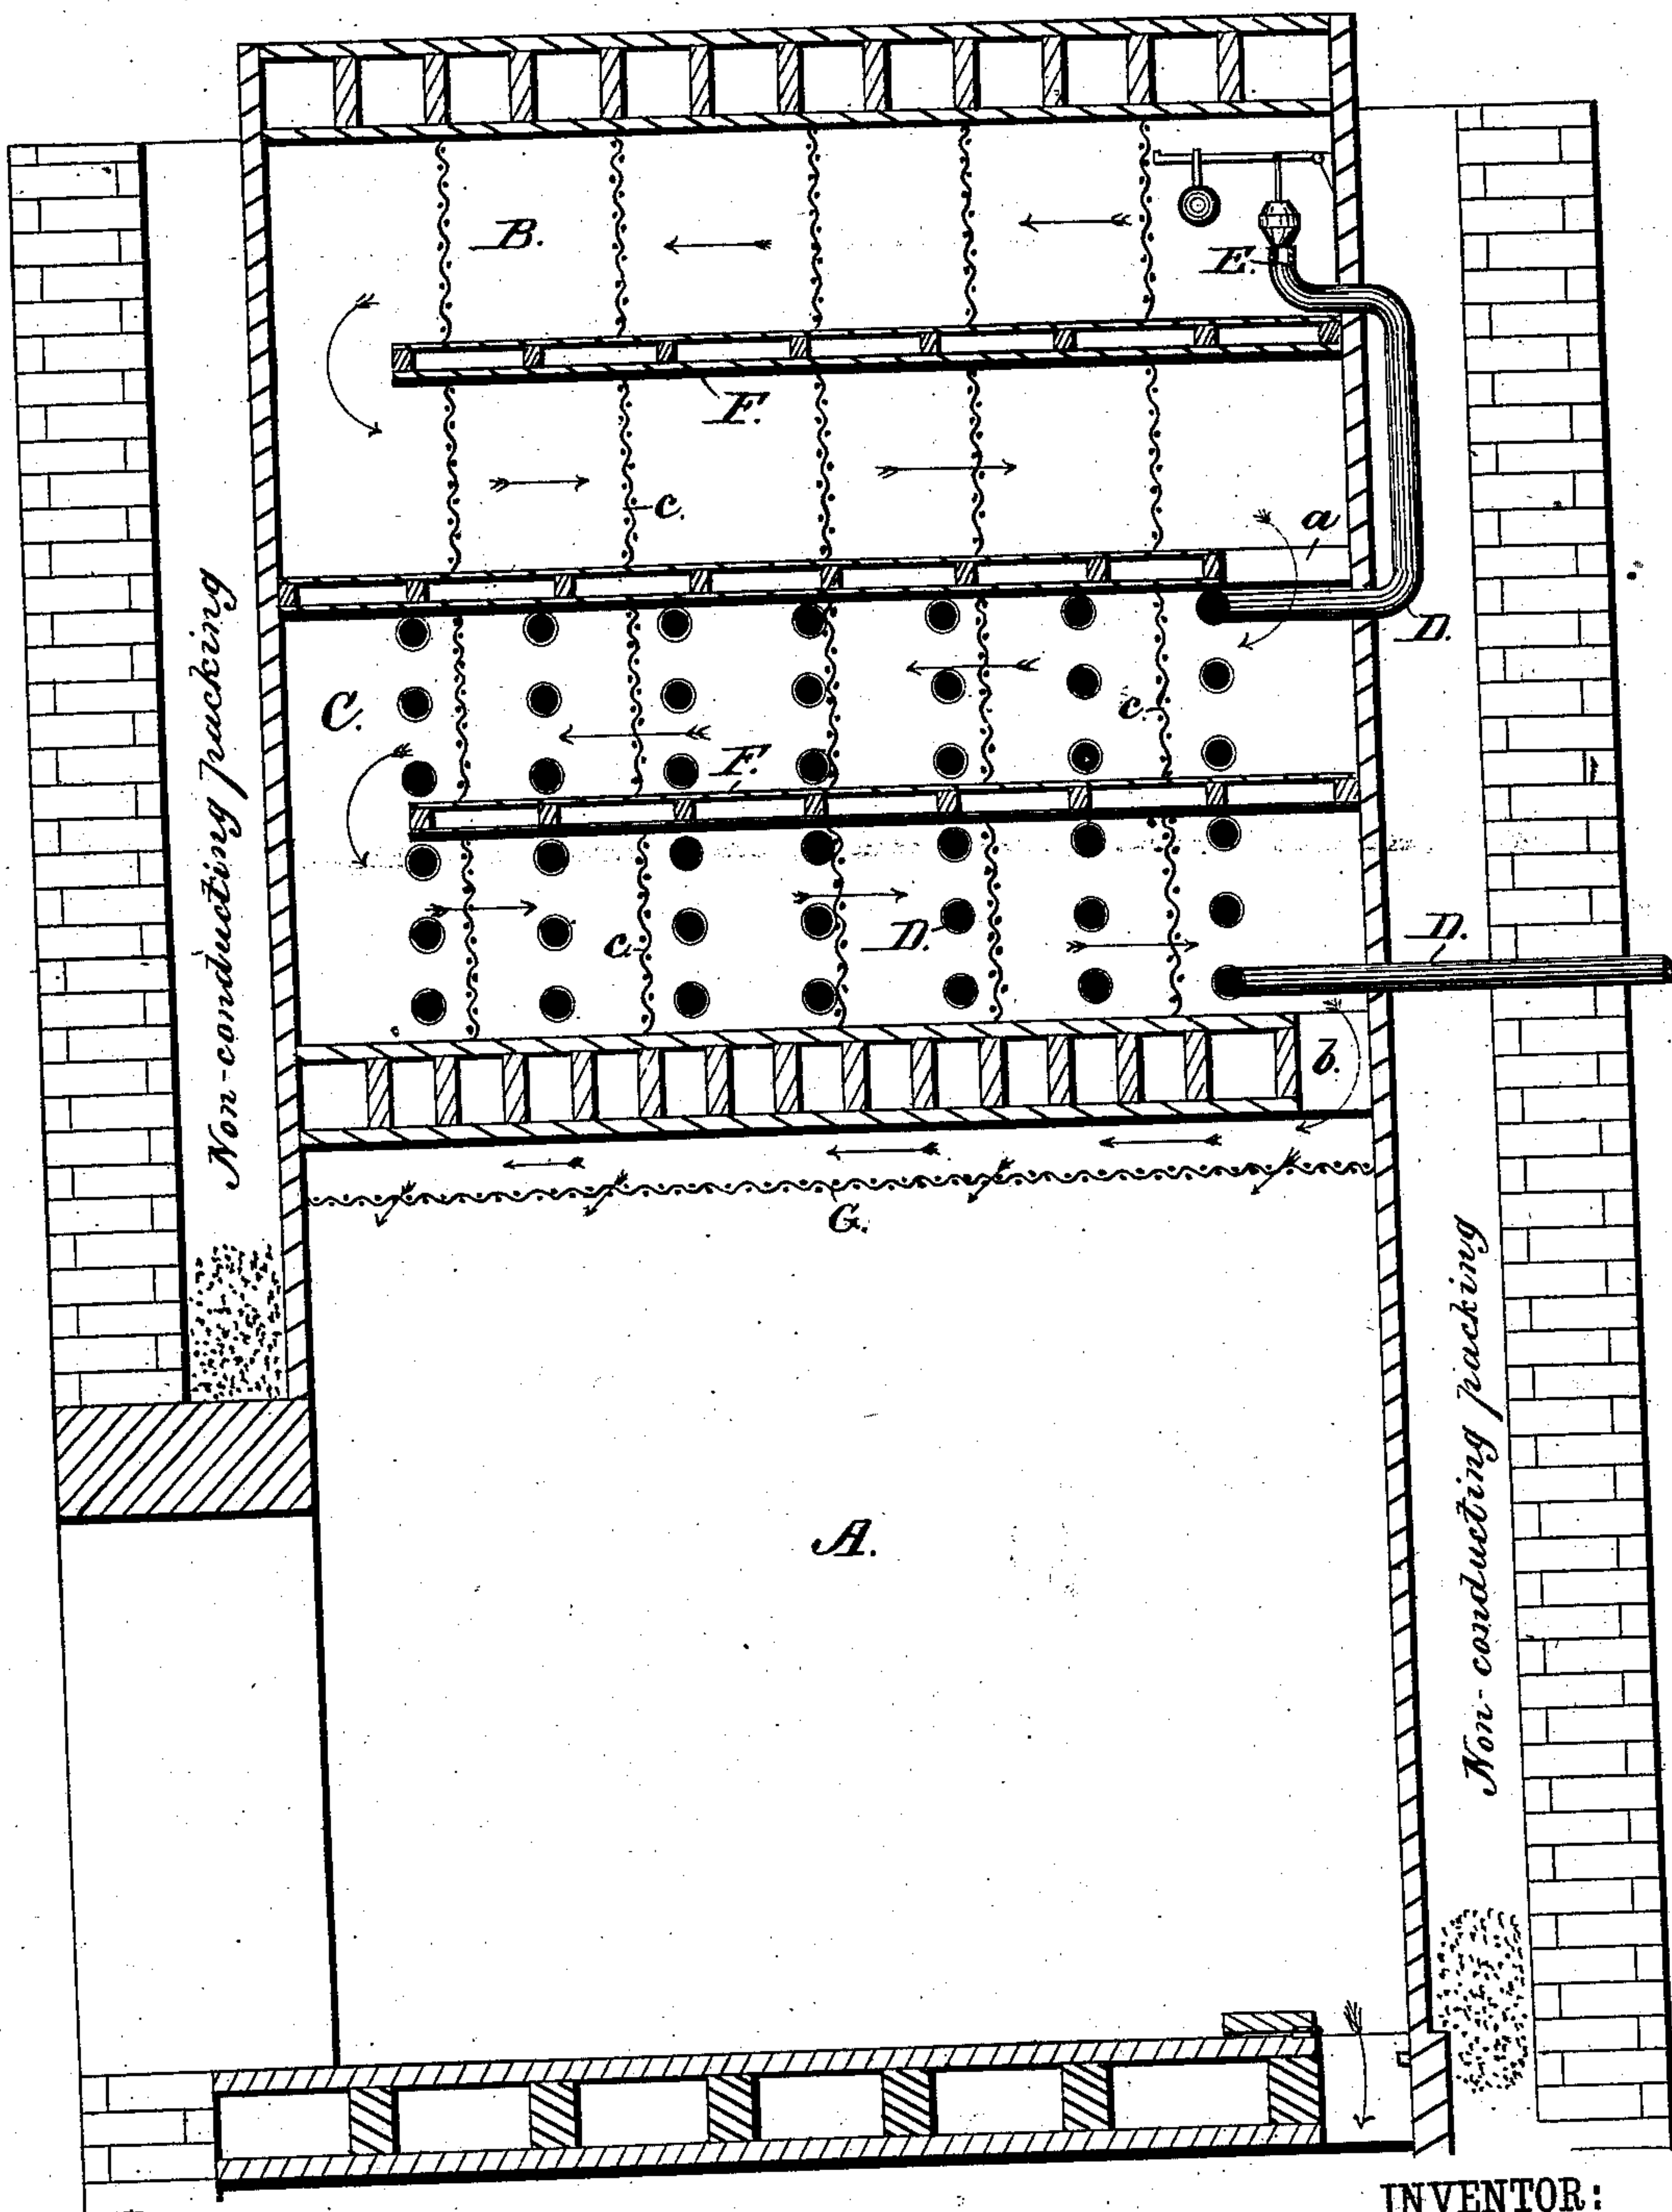 B.
E.
F.
c.
a
D.
C.
c.
F.
c.
D.
D.
b.
G.
A.
Non-conducting packing
Non-conducting packing
INVENTOR: